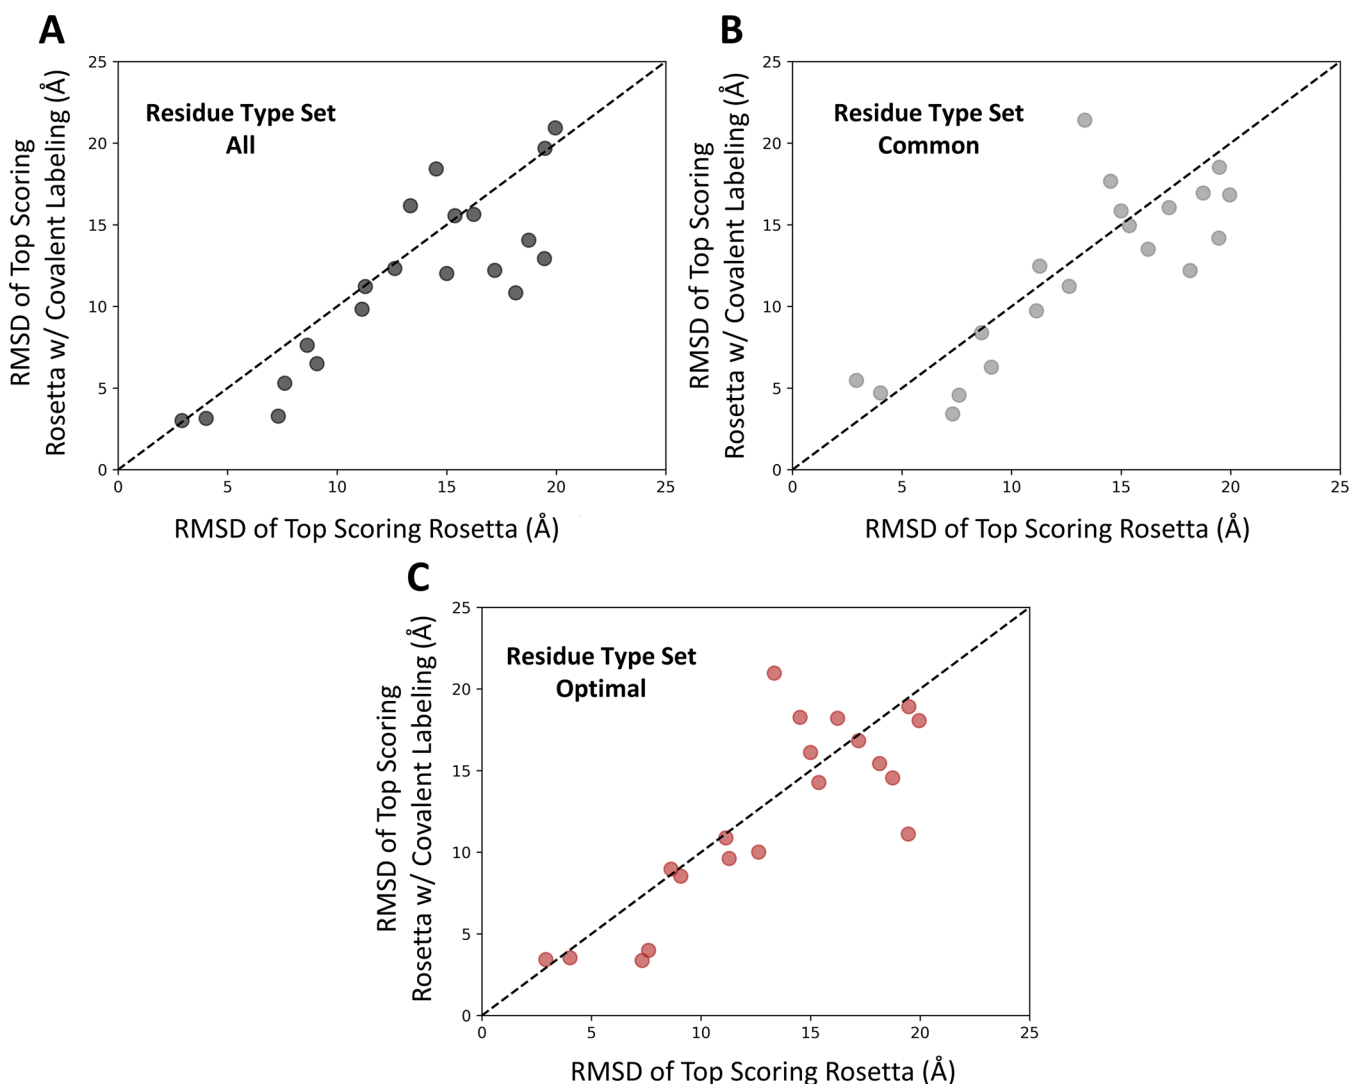 A
Residue Type Set
All
RMSD of Top Scoring
Rosetta w/ Covalent Labeling (Å)
25
20
15
10
5
0
0 5 10 15 20 25
RMSD of Top Scoring Rosetta (Å)
B
Residue Type Set
Common
RMSD of Top Scoring
Rosetta w/ Covalent Labeling (Å)
25
20
15
10
5
0
0 5 10 15 20 25
RMSD of Top Scoring Rosetta (Å)
C
Residue Type Set
Optimal
RMSD of Top Scoring
Rosetta w/ Covalent Labeling (Å)
25
20
15
10
5
0
0 5 10 15 20 25
RMSD of Top Scoring Rosetta (Å)